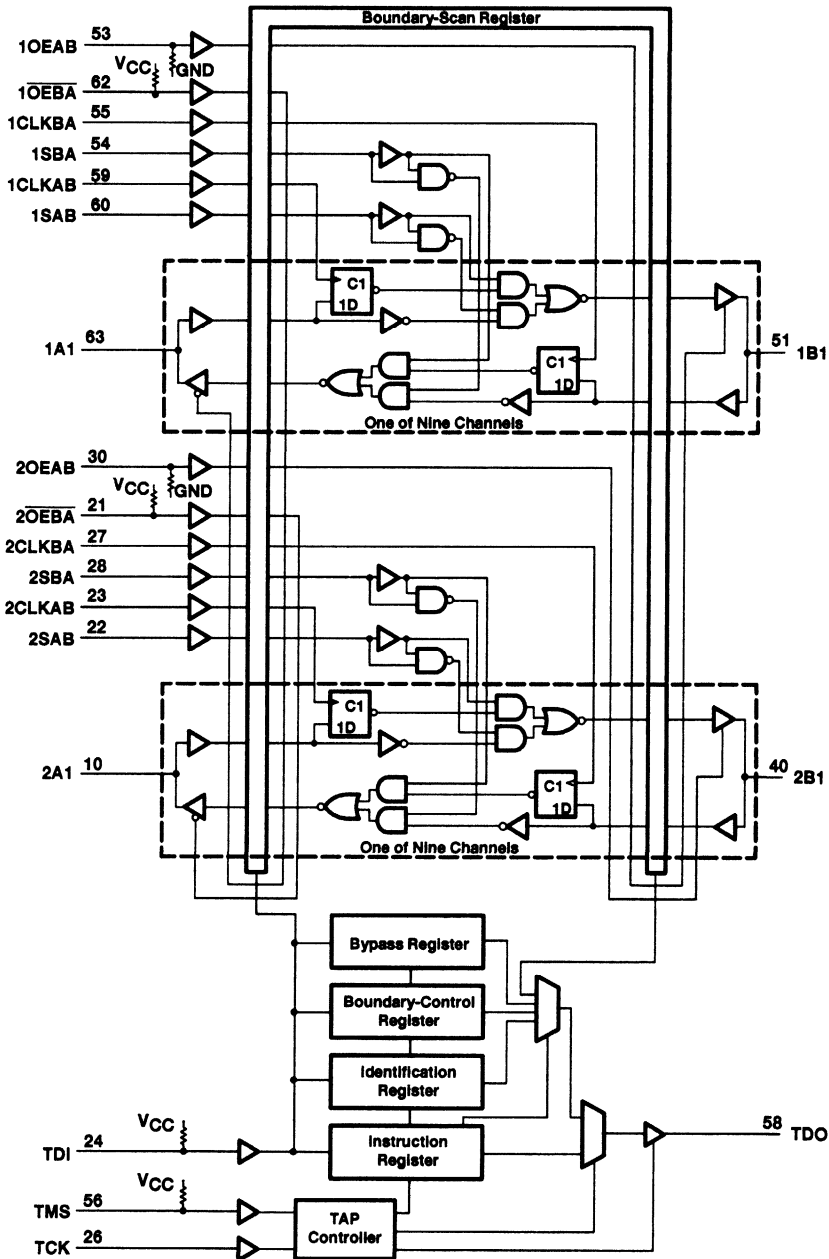 Boundary-Scan Register
1OEAB 53
VCC
GND
1O̅E̅B̅A̅ 62
1CLKBA 55
1SBA 54
1CLKAB 59
1SAB 60
C1
1D
1A1 63
C1
1D
51 1B1
One of Nine Channels
2OEAB 30
VCC
GND
2O̅E̅B̅A̅ 21
2CLKBA 27
2SBA 28
2CLKAB 23
2SAB 22
C1
1D
2A1 10
C1
1D
40 2B1
One of Nine Channels
Bypass Register
Boundary-Control
Register
Identification
Register
VCC
TDI 24
Instruction
Register
58 TDO
VCC
TMS 56
TAP
Controller
TCK 26